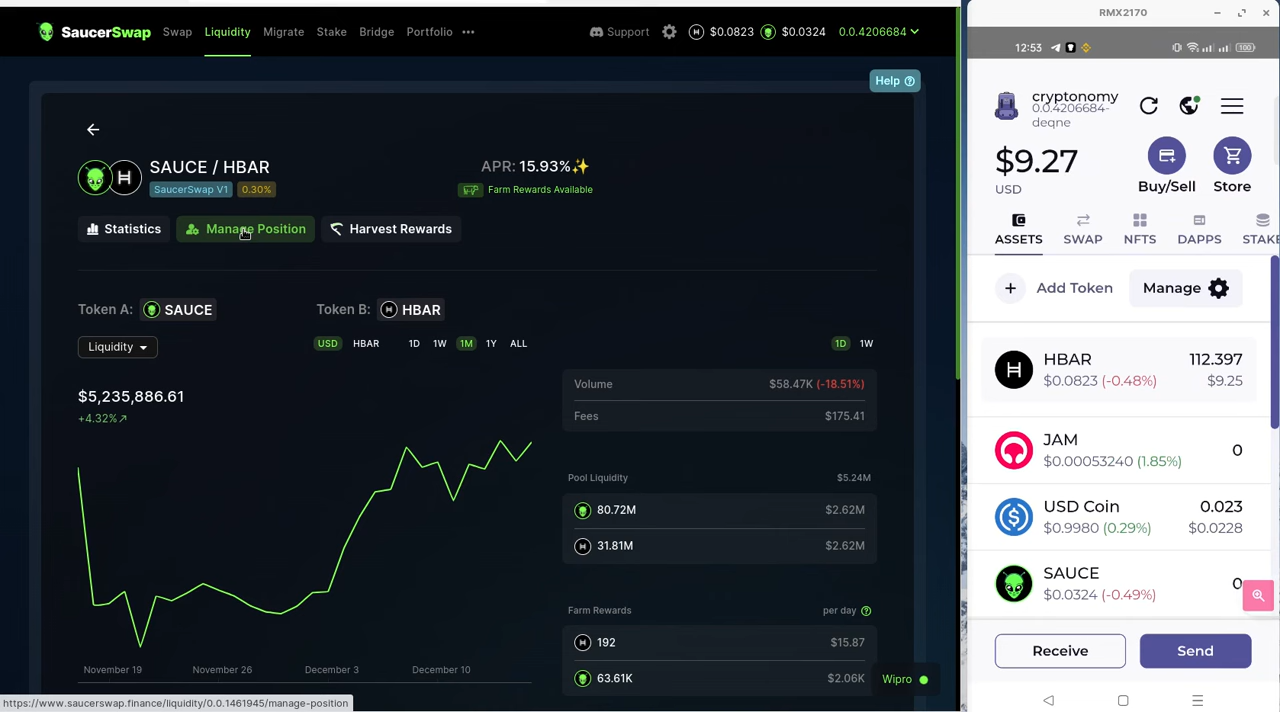 SaucerSwap Swap Liquidity Migrate Stake Bridge Portfolio ••• Support $0.0823 $0.0324 0.0.4206684
Help
SAUCE / HBAR
SaucerSwap V1 0.30%
APR: 15.93%✨
Farm Rewards Available
Statistics Manage Position Harvest Rewards
Token A: SAUCE Token B: HBAR
Liquidity
USD HBAR 1D 1W 1M 1Y ALL
1D 1W
$5,235,886.61
+4.32%↗
Volume $58.47K (-18.51%)
Fees $175.41
Pool Liquidity $5.24M
80.72M $2.62M
31.81M $2.62M
Farm Rewards per day
192 $15.87
63.61K $2.06K
November 19 November 26 December 3 December 10
Wipro
https://www.saucerswap.finance/liquidity/0.0.1461945/manage-position
RMX2170
12:53 100
cryptonomy
0.0.4206684-
deqne
$9.27
USD
Buy/Sell Store
ASSETS SWAP NFTS DAPPS STAKE
+ Add Token Manage
HBAR 112.397
$0.0823 (-0.48%) $9.25
JAM 0
$0.00053240 (1.85%)
USD Coin 0.023
$0.9980 (0.29%) $0.0228
SAUCE 0
$0.0324 (-0.49%)
Receive Send